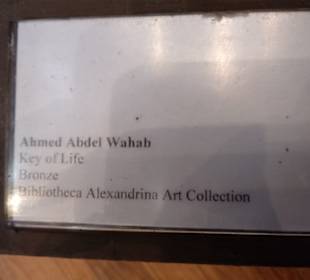 Ahmed Abdel Wahab
Key of Life
Bronze
Bibliotheca Alexandrina Art Collection